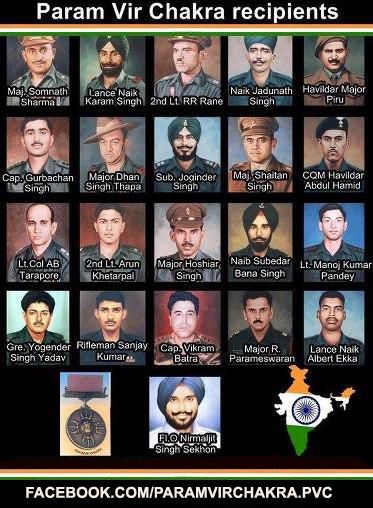 Param Vir Chakra recipients
Maj. Somnath
Sharma
Lance Naik
Karam Singh
2nd Lt. RR Rane
Naik Jadunath
Singh
Havildar Major
Piru
Cap. Gurbachan
Singh
Major Dhan
Singh Thapa
Sub. Joginder
Singh
Maj. Shaitan
Singh
CQM Havildar
Abdul Hamid
Lt.Col AB
Tarapore
2nd Lt. Arun
Khetarpal
Major Hoshiar
Singh
Naib Subedar
Bana Singh
Lt. Manoj Kumar
Pandey
Gre. Yogender
Singh Yadav
Rifleman Sanjay
Kumar
Cap. Vikram
Batra
Major R.
Parameswaran
Lance Naik
Albert Ekka
Fl.O Nirmaljit
Singh Sekhon
FACEBOOK.COM/PARAMVIRCHAKRA.PVC